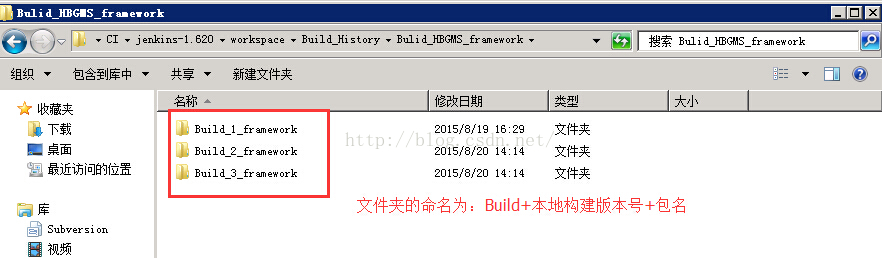 Bulid_HBGMS_framework
CI jenkins-1.620 workspace Build_History Bulid_HBGMS_framework
搜索 Bulid_HBGMS_framework
组织 包含到库中 共享 新建文件夹
名称 修改日期 类型 大小
收藏夹
下载
桌面
最近访问的位置
库
Subversion
视频
Build_1_framework 2015/8/19 16:29 文件夹
Build_2_framework 2015/8/20 14:14 文件夹
Build_3_framework 2015/8/20 14:14 文件夹
http://blog.csdn.net/
文件夹的命名为：Build+本地构建版本号+包名